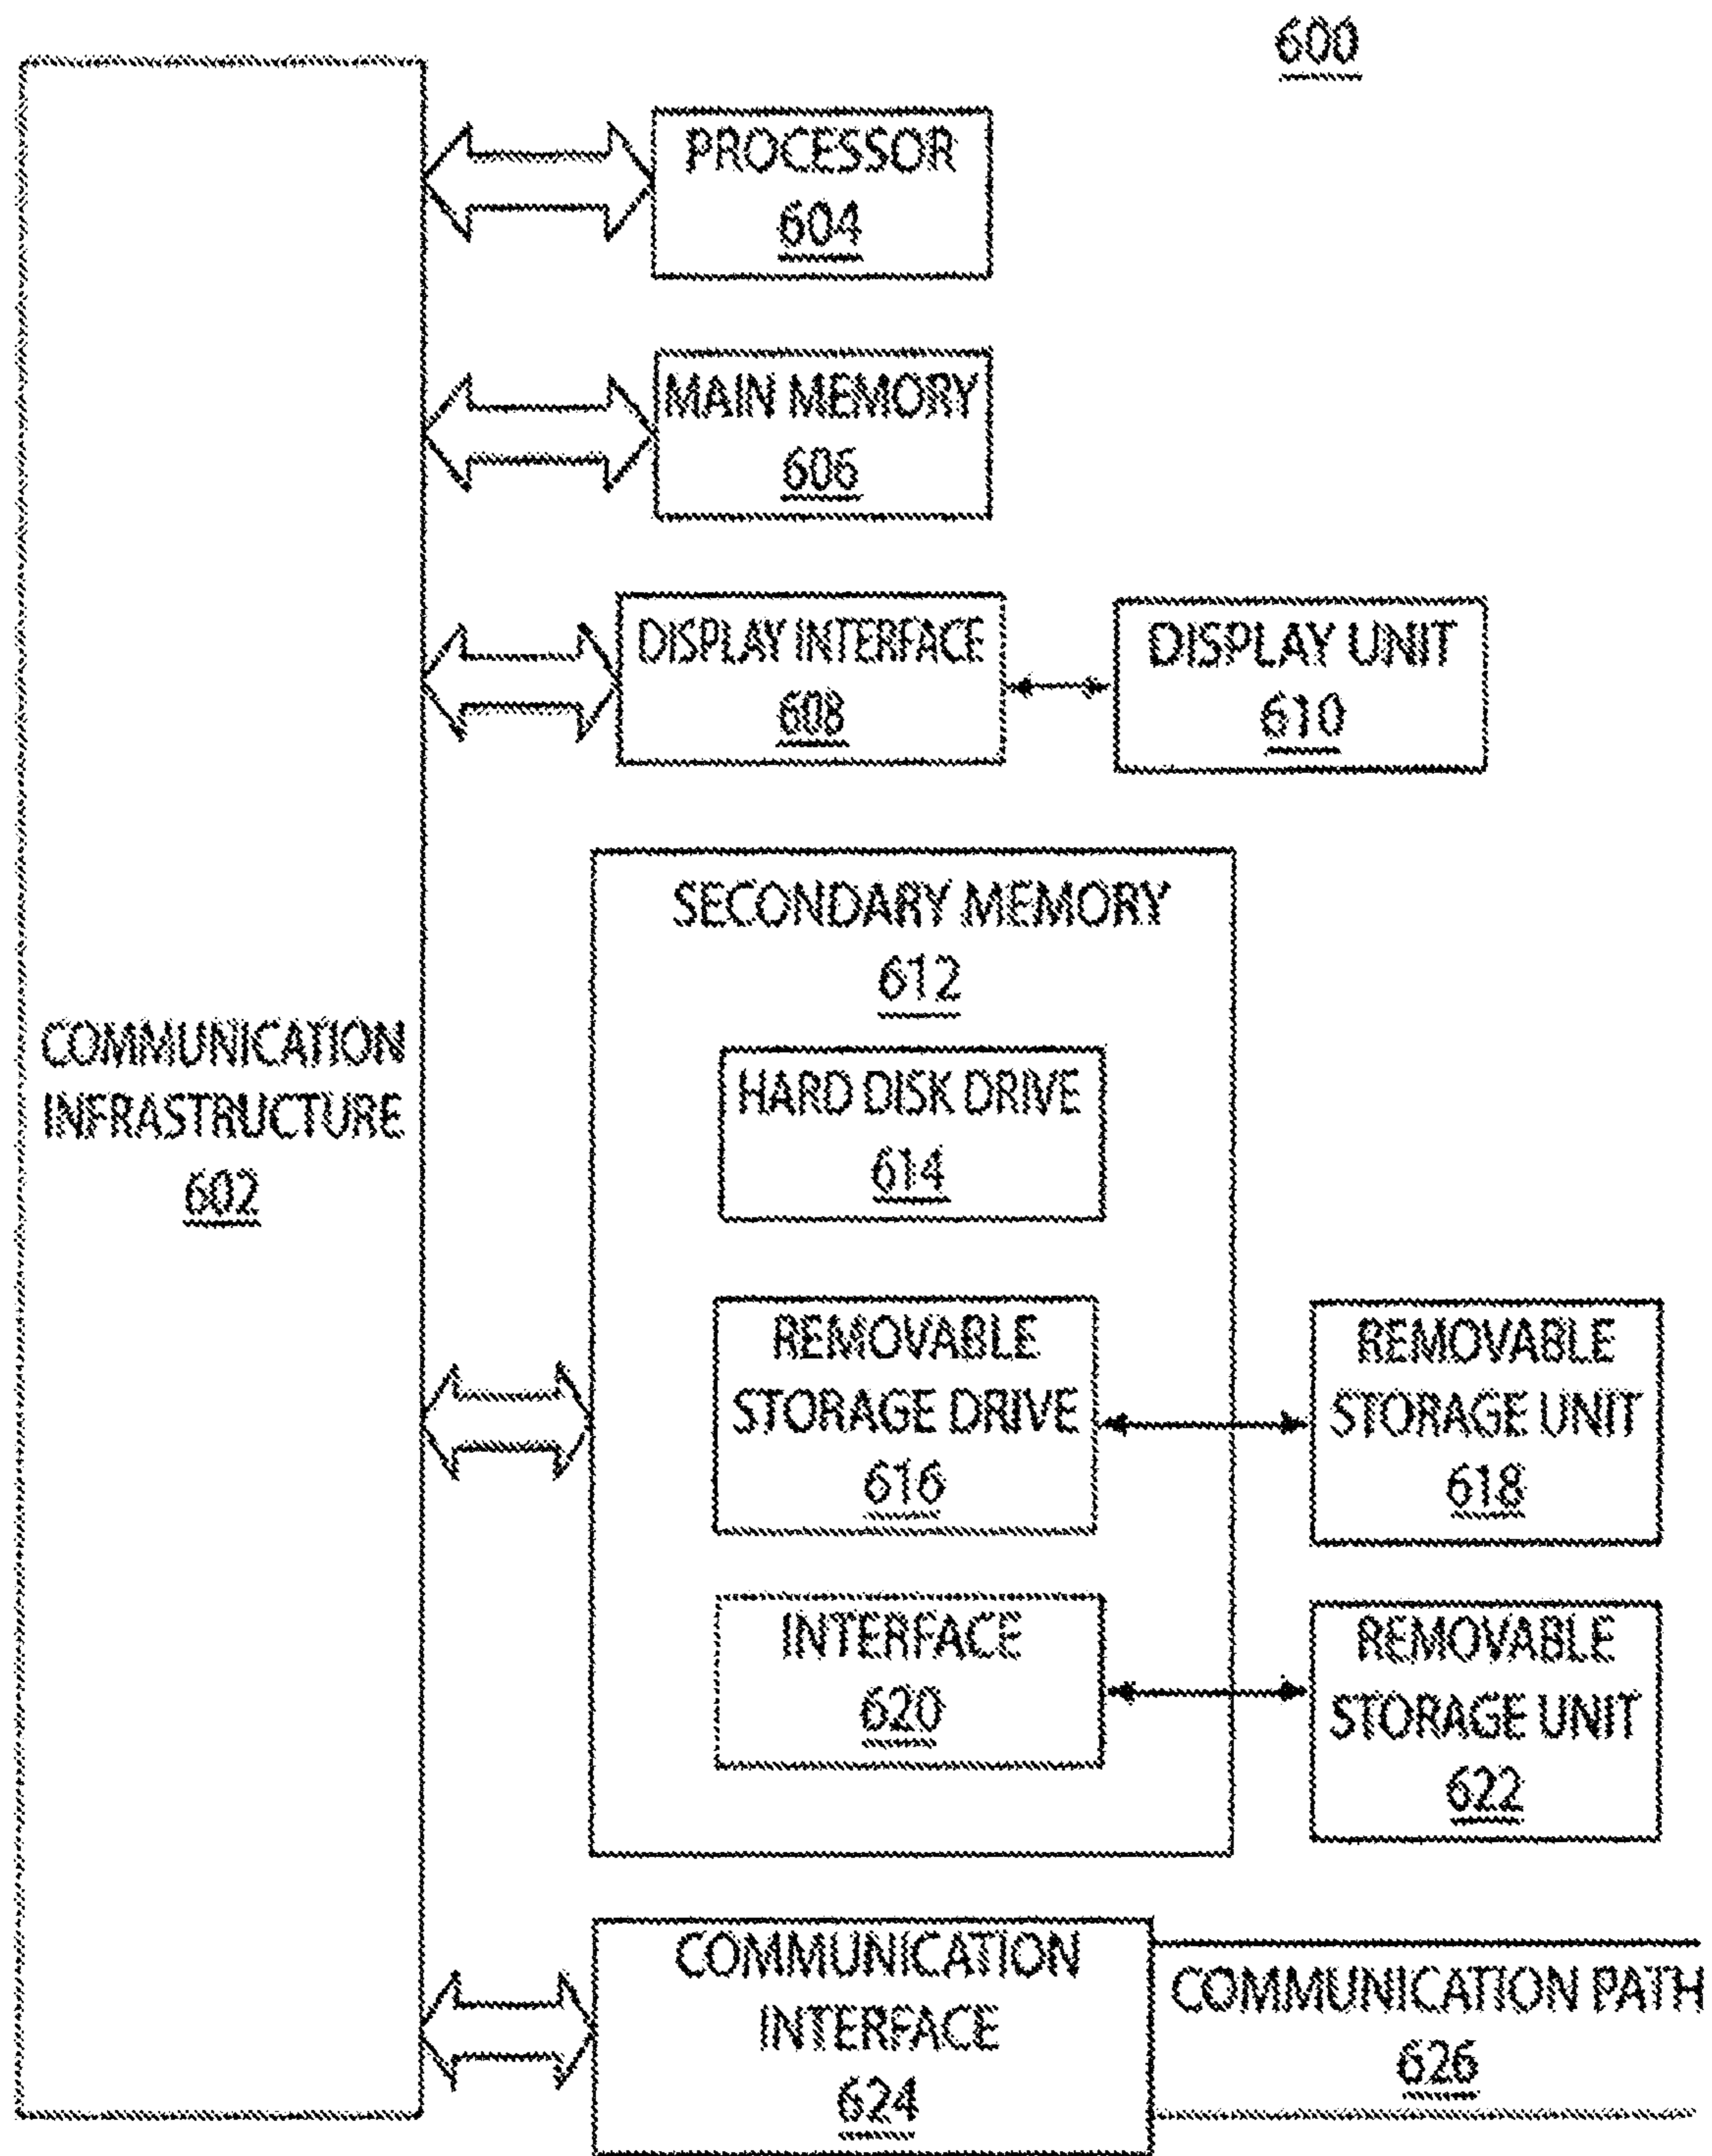 600
PROCESSOR
604
MAIN MEMORY
606
DISPLAY INTERFACE
608
DISPLAY UNIT
610
SECONDARY MEMORY
612
COMMUNICATION
INFRASTRUCTURE
602
HARD DISK DRIVE
614
REMOVABLE
STORAGE DRIVE
616
REMOVABLE
STORAGE UNIT
618
INTERFACE
620
REMOVABLE
STORAGE UNIT
622
COMMUNICATION
INTERFACE
624
COMMUNICATION PATH
626